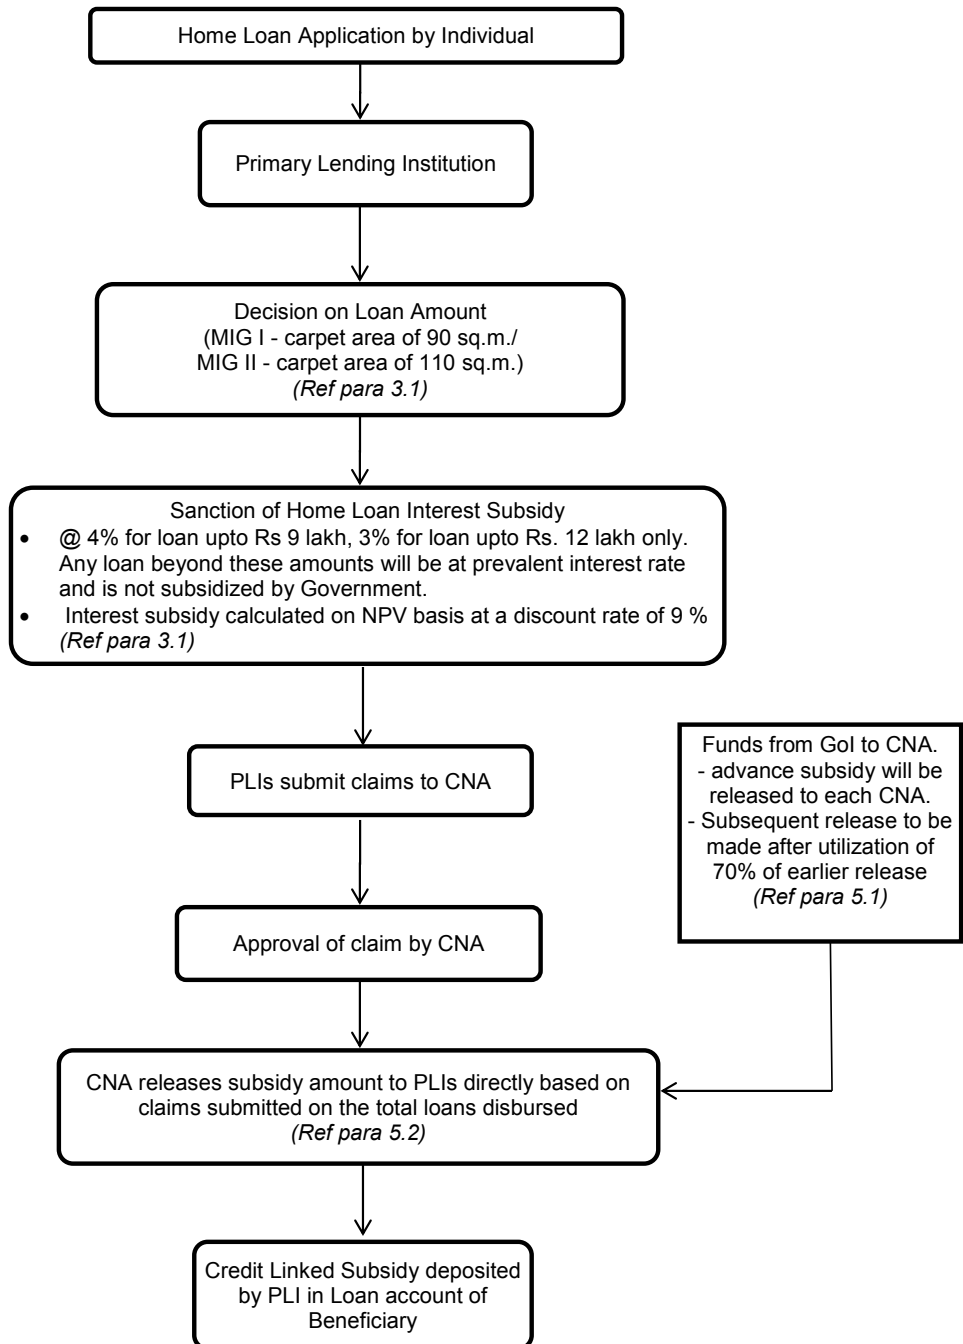 Home Loan Application by Individual
Primary Lending Institution
Decision on Loan Amount
(MIG I - carpet area of 90 sq.m./
MIG II - carpet area of 110 sq.m.)
(Ref para 3.1)
Sanction of Home Loan Interest Subsidy
• @ 4% for loan upto Rs 9 lakh, 3% for loan upto Rs. 12 lakh only.
Any loan beyond these amounts will be at prevalent interest rate
and is not subsidized by Government.
• Interest subsidy calculated on NPV basis at a discount rate of 9 %
(Ref para 3.1)
PLIs submit claims to CNA
Funds from GoI to CNA.
- advance subsidy will be
released to each CNA.
- Subsequent release to be
made after utilization of
70% of earlier release
(Ref para 5.1)
Approval of claim by CNA
CNA releases subsidy amount to PLIs directly based on
claims submitted on the total loans disbursed
(Ref para 5.2)
Credit Linked Subsidy deposited
by PLI in Loan account of
Beneficiary